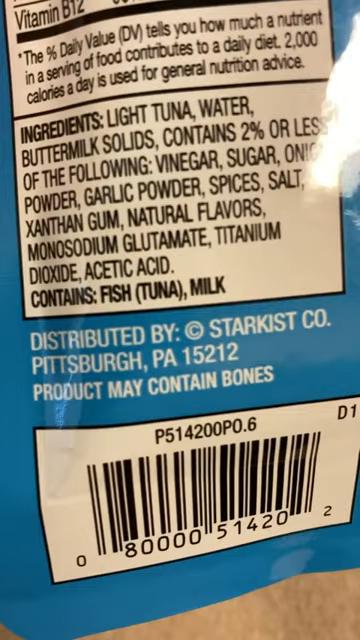 Vitamin B12
*The % Daily Value (DV) tells you how much a nutrient
in a serving of food contributes to a daily diet. 2,000
calories a day is used for general nutrition advice.
INGREDIENTS: LIGHT TUNA, WATER,
BUTTERMILK SOLIDS, CONTAINS 2% OR LESS
OF THE FOLLOWING: VINEGAR, SUGAR,
POWDER, GARLIC POWDER, SPICES, SALT,
XANTHAN GUM, NATURAL FLAVORS,
MONOSODIUM GLUTAMATE, TITANIUM
DIOXIDE, ACETIC ACID.
CONTAINS: FISH (TUNA), MILK
DISTRIBUTED BY: © STARKIST CO.
PITTSBURGH, PA 15212
PRODUCT MAY CONTAIN BONES
D1
P514200PO.6
0 80000 51420 2